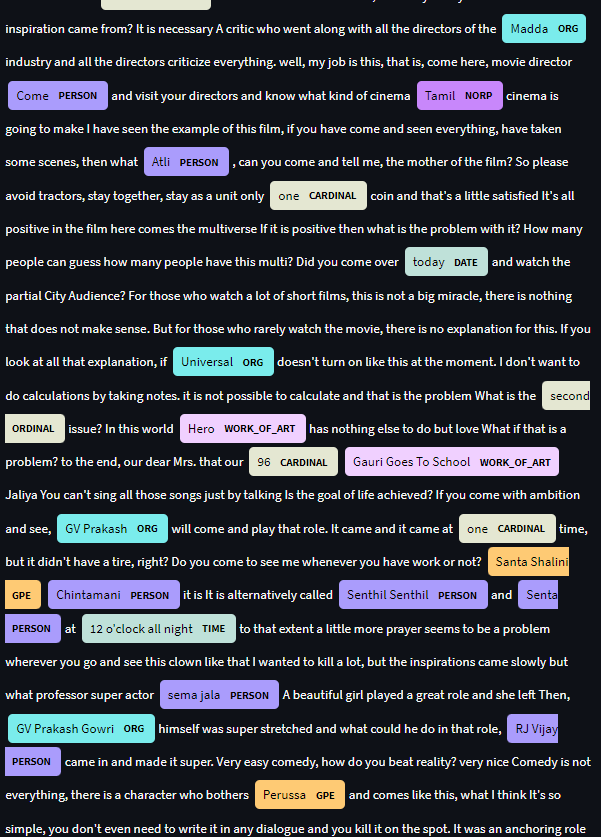 inspiration came from? It is necessary A critic who went along with all the directors of the Madda ORG
industry and all the directors criticize everything. well, my job is this, that is, come here, movie director
Come PERSON and visit your directors and know what kind of cinema Tamil NORP cinema is
going to make I have seen the example of this film, if you have come and seen everything, have taken
some scenes, then what Atli PERSON , can you come and tell me, the mother of the film? So please
avoid tractors, stay together, stay as a unit only one CARDINAL coin and that's a little satisfied It's all
positive in the film here comes the multiverse If it is positive then what is the problem with it? How many
people can guess how many people have this multi? Did you come over today DATE and watch the
partial City Audience? For those who watch a lot of short films, this is not a big miracle, there is nothing
that does not make sense. But for those who rarely watch the movie, there is no explanation for this. If you
look at all that explanation, if Universal ORG doesn't turn on like this at the moment. I don't want to
do calculations by taking notes. it is not possible to calculate and that is the problem What is the second
ORDINAL issue? In this world Hero WORK_OF_ART has nothing else to do but love What if that is a
problem? to the end, our dear Mrs. that our 96 CARDINAL Gauri Goes To School WORK_OF_ART
Jaliya You can't sing all those songs just by talking Is the goal of life achieved? If you come with ambition
and see, GV Prakash ORG will come and play that role. It came and it came at one CARDINAL time,
but it didn't have a tire, right? Do you come to see me whenever you have work or not? Santa Shalini
GPE Chintamani PERSON it is It is alternatively called Senthil Senthil PERSON and Senta
PERSON at 12 o'clock all night TIME to that extent a little more prayer seems to be a problem
wherever you go and see this clown like that I wanted to kill a lot, but the inspirations came slowly but
what professor super actor sema jala PERSON A beautiful girl played a great role and she left Then,
GV Prakash Gowri ORG himself was super stretched and what could he do in that role, RJ Vijay
PERSON came in and made it super. Very easy comedy, how do you beat reality? very nice Comedy is not
everything, there is a character who bothers Perussa GPE and comes like this, what I think It's so
simple, you don't even need to write it in any dialogue and you kill it on the spot. It was an anchoring role